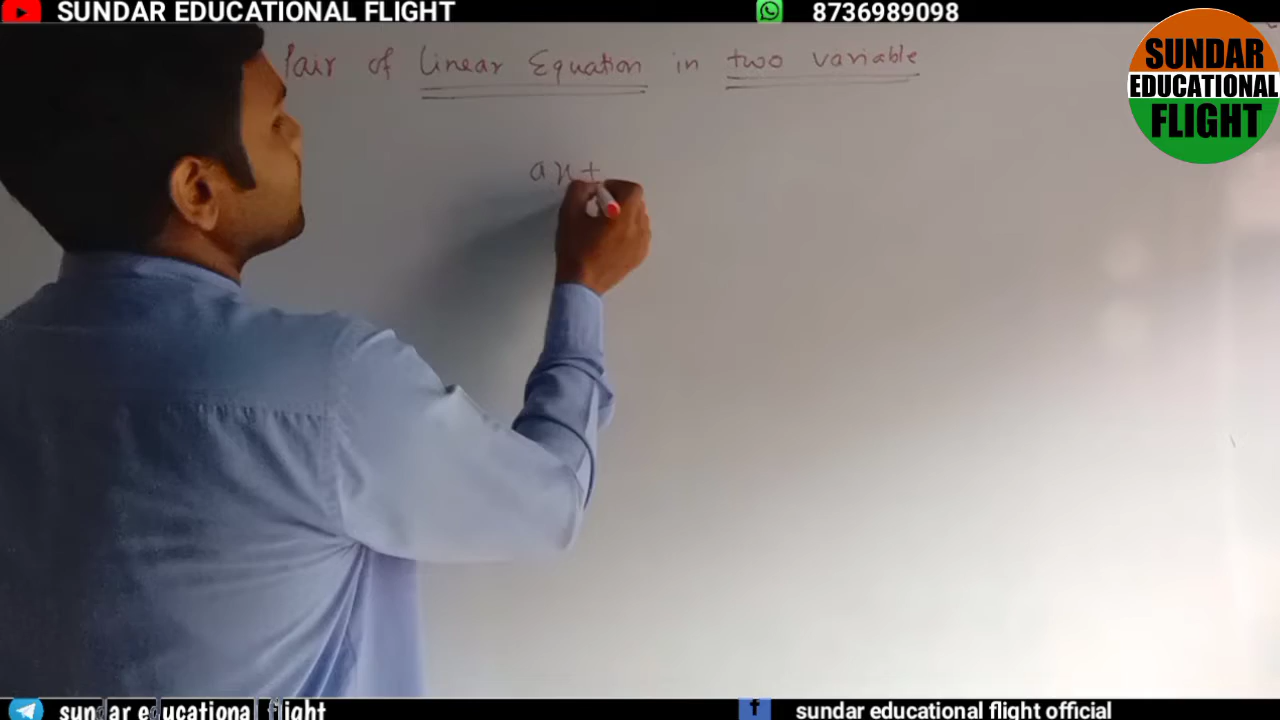 SUNDAR EDUCATIONAL FLIGHT
8736989098
SUNDAR
EDUCATIONAL
FLIGHT
Pair of Linear Equation in two variable
ax+
sundar educational flight
sundar educational flight official